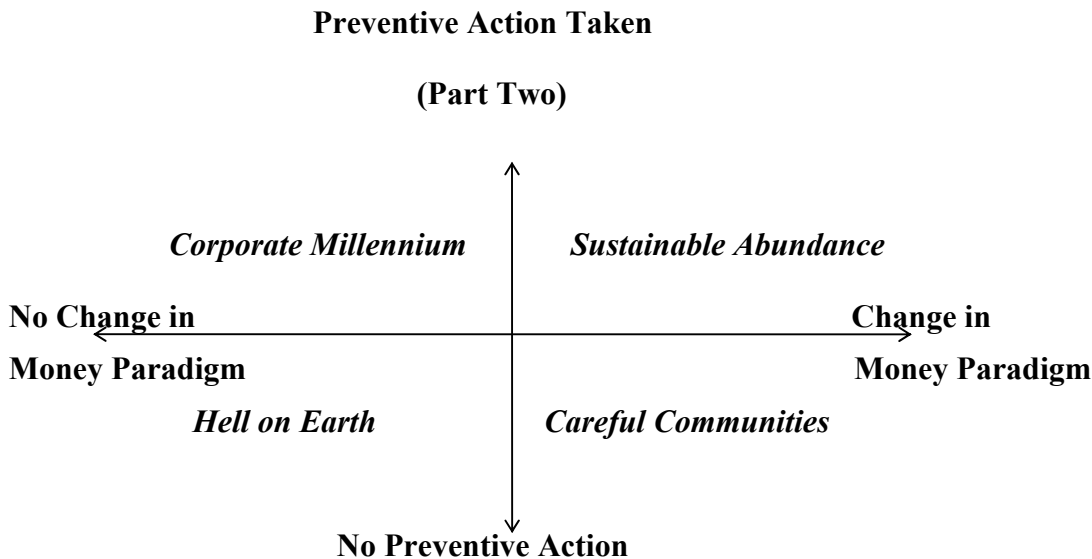 Preventive Action Taken
(Part Two)
Corporate Millennium
Sustainable Abundance
No Change in
Money Paradigm
Change in
Money Paradigm
Hell on Earth
Careful Communities
No Preventive Action